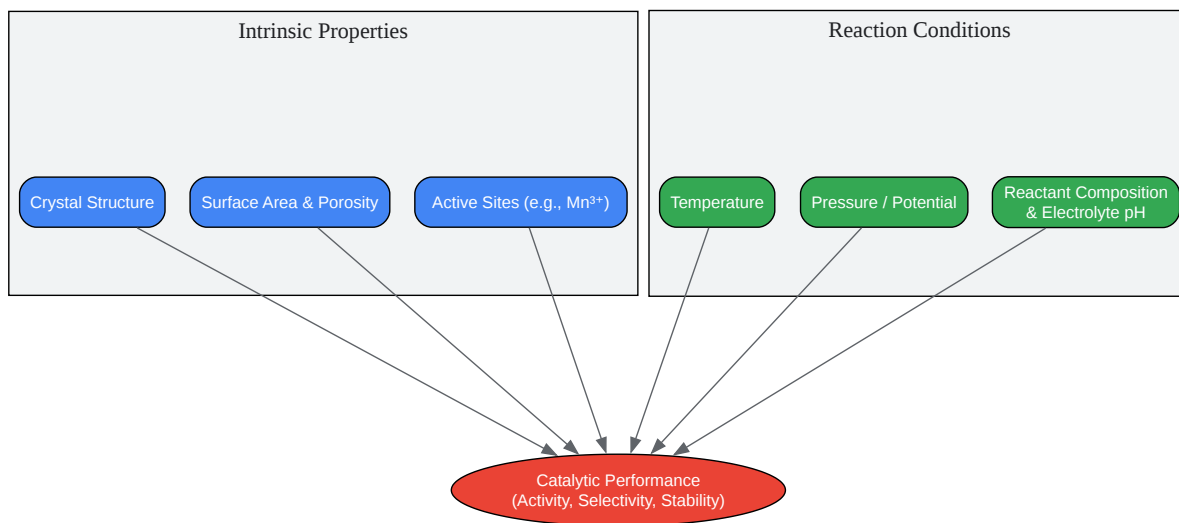 Intrinsic Properties
Reaction Conditions
Crystal Structure
Surface Area & Porosity
Active Sites (e.g., Mn³⁺)
Temperature
Pressure / Potential
Reactant Composition
& Electrolyte pH
Catalytic Performance
(Activity, Selectivity, Stability)